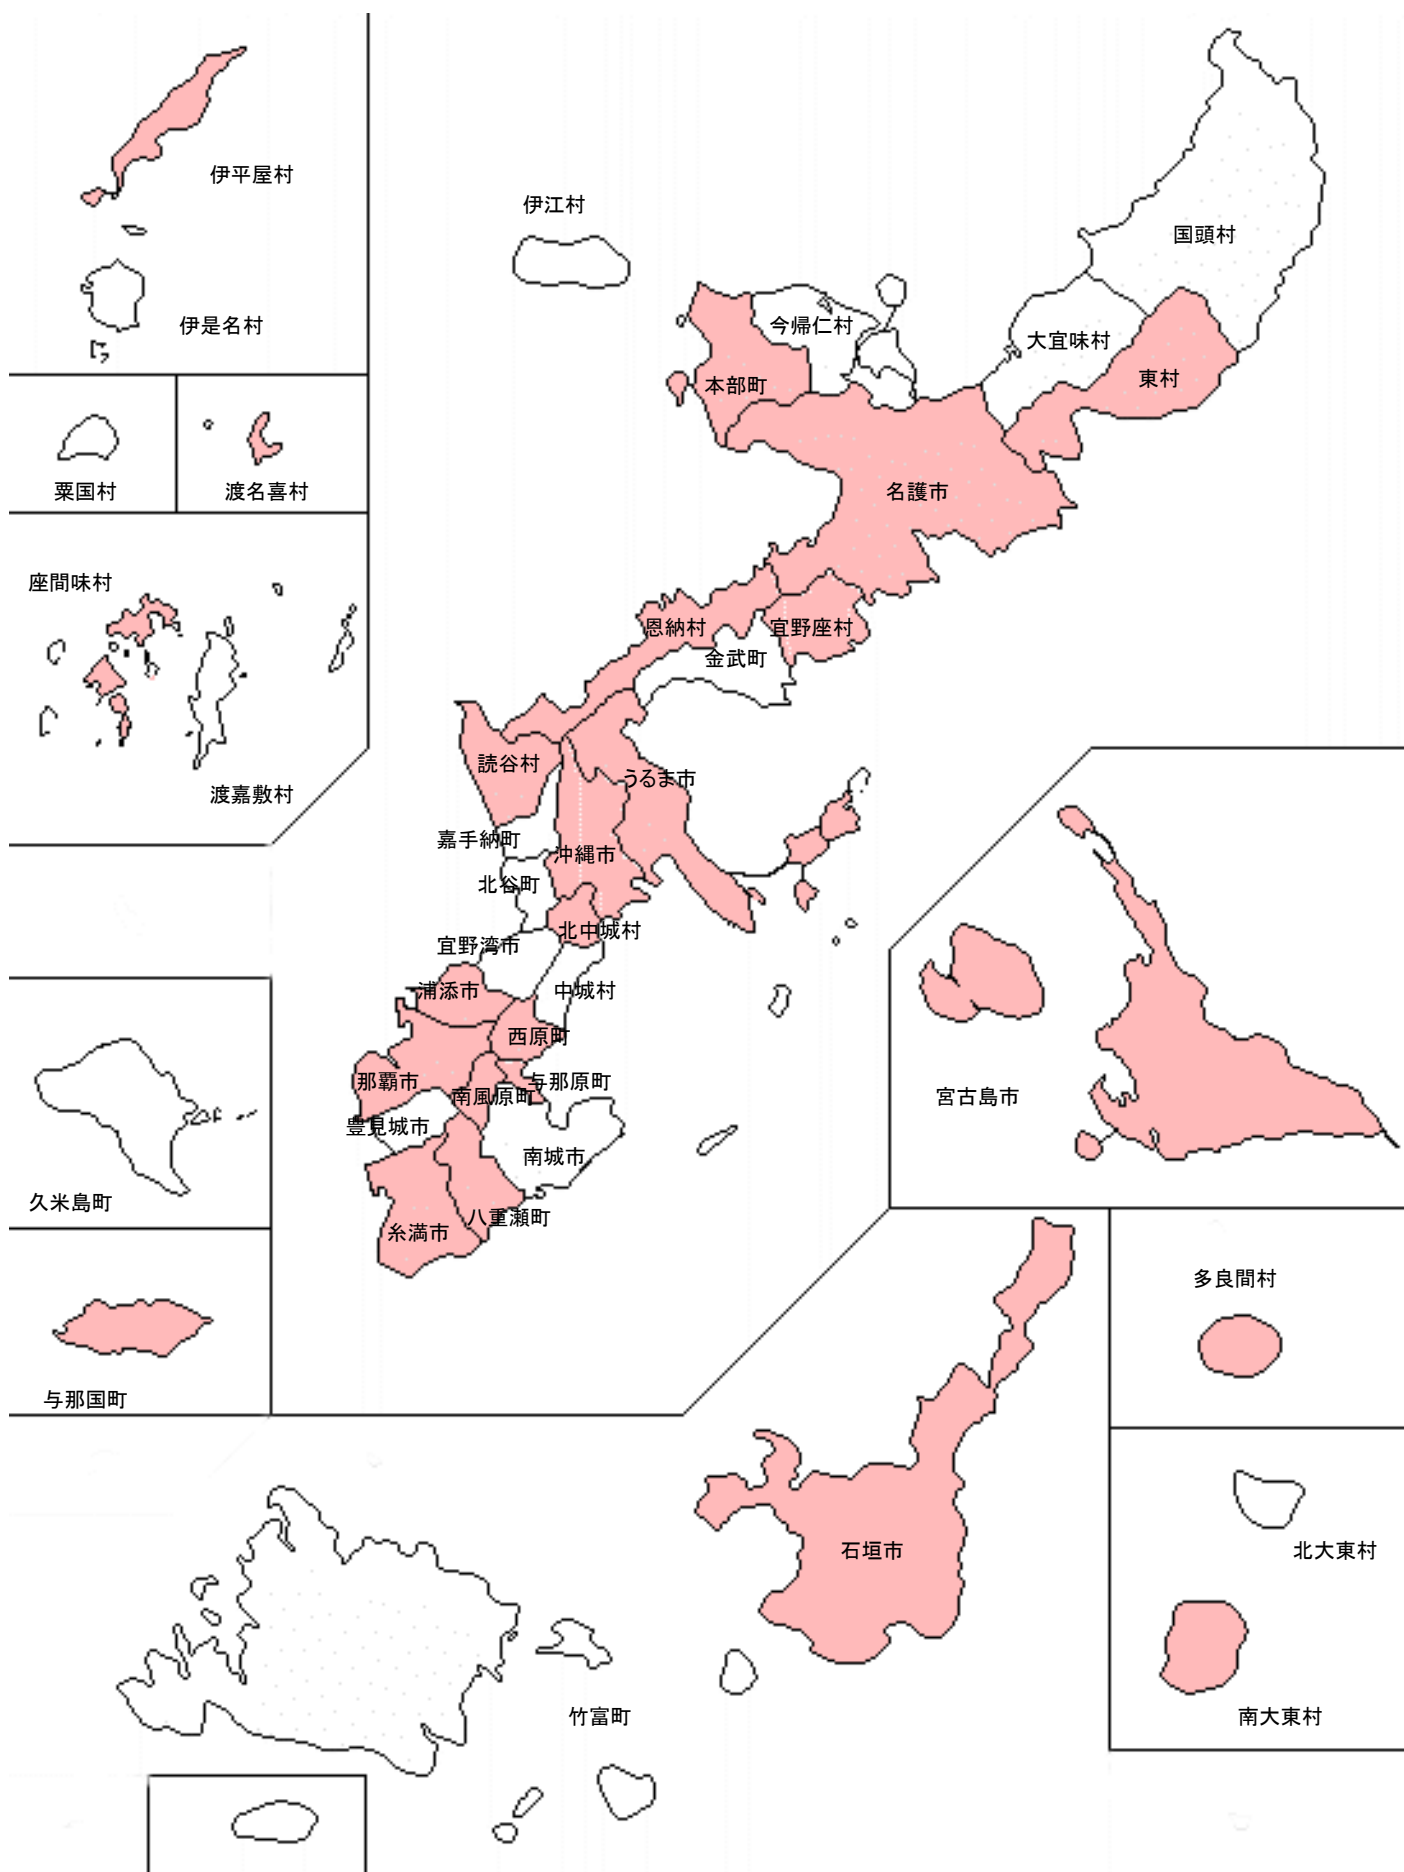 伊平屋村
伊江村
国頭村
伊是名村
今帰仁村
大宜味村
東村
本部町
粟国村
渡名喜村
名護市
座間味村
恩納村
宜野座村
金武町
読谷村
うるま市
渡嘉敷村
嘉手納町
沖縄市
北谷町
北中城村
宜野湾市
浦添市
中城村
西原町
那覇市
南風原町
与那原町
宮古島市
豊見城市
南城市
久米島町
八重瀬町
糸満市
多良間村
与那国町
石垣市
北大東村
竹富町
南大東村